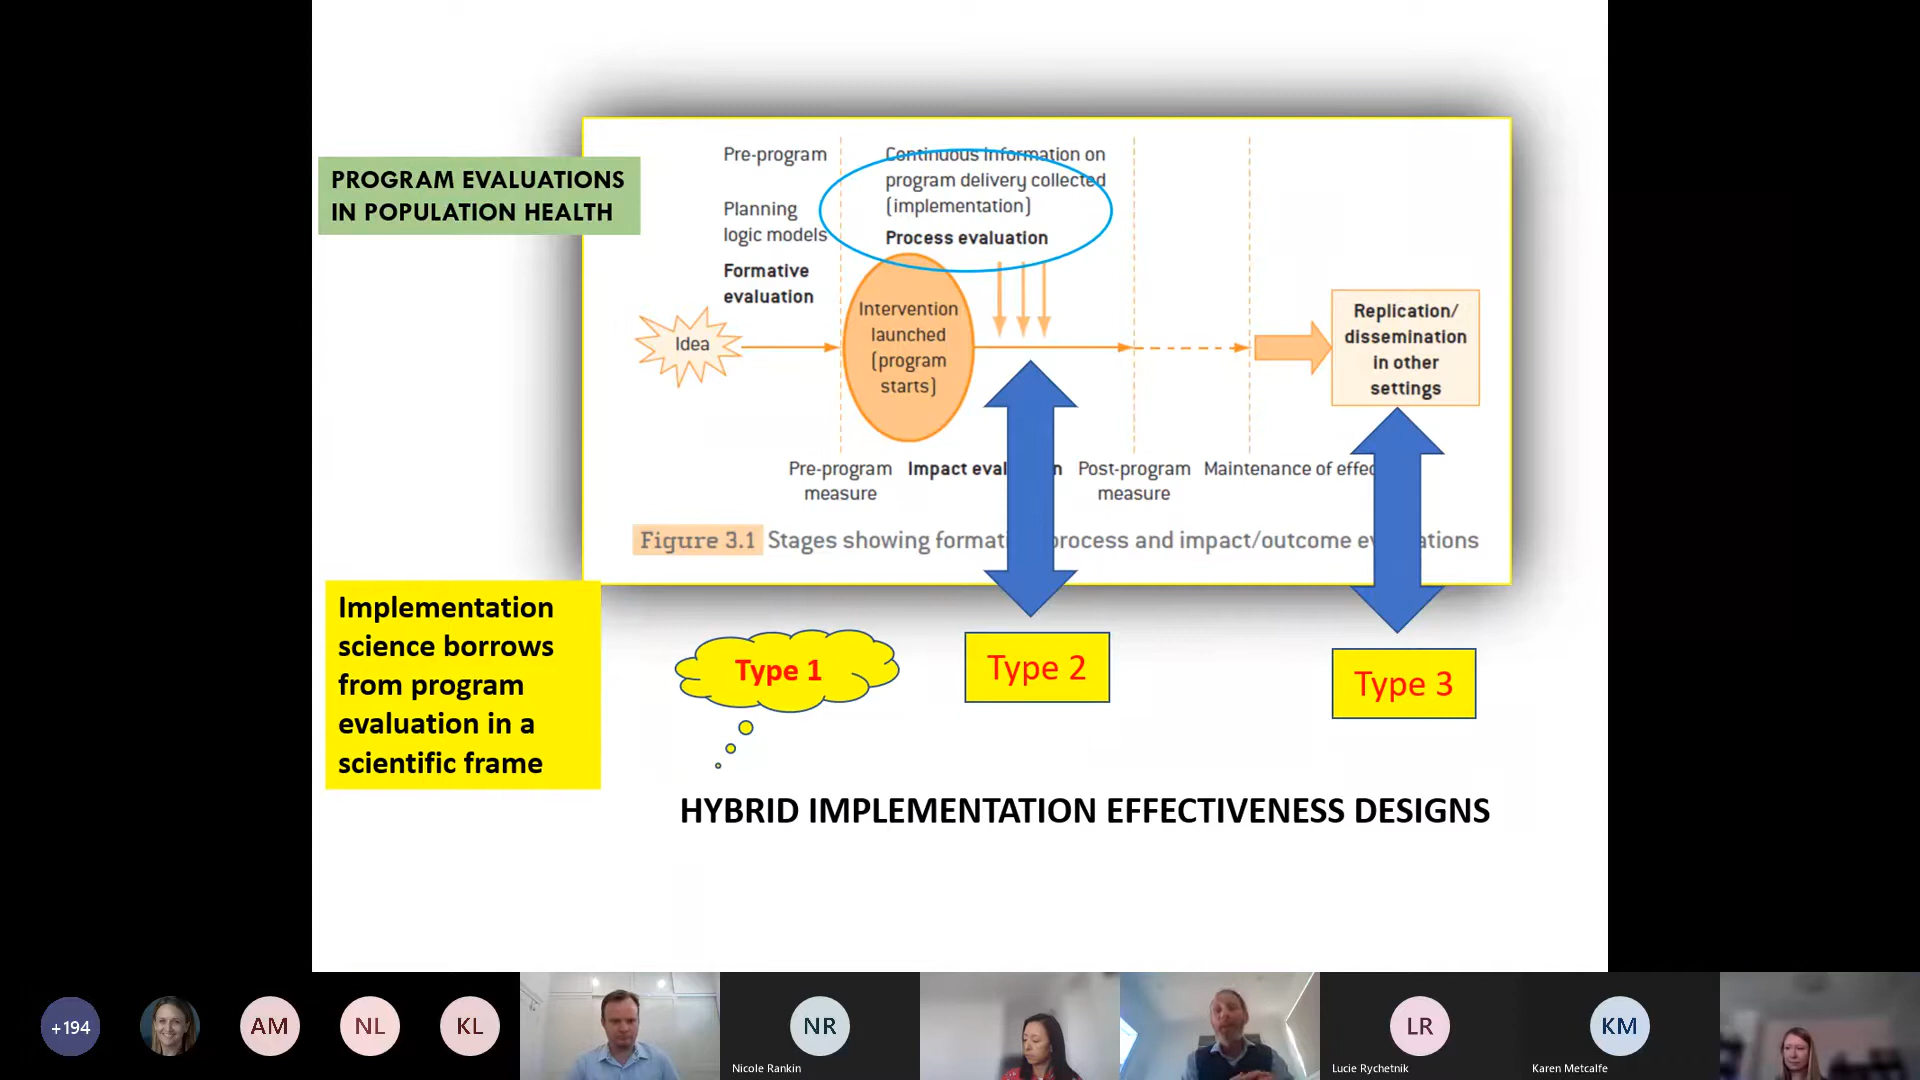 PROGRAM EVALUATIONS
IN POPULATION HEALTH
Pre-program
Planning
logic models
Formative
evaluation
Continuous information on
program delivery collected
(implementation)
Process evaluation
Idea
Intervention
launched
(program
starts)
Replication/
dissemination
in other
settings
Pre-program
measure
Impact eval n
Post-program
measure
Maintenance of effec
Figure 3.1 Stages showing format process and impact/outcome ev ations
Implementation
science borrows
from program
evaluation in a
scientific frame
Type 1
Type 2
Type 3
HYBRID IMPLEMENTATION EFFECTIVENESS DESIGNS
+194
AM
NL
KL
NR
Nicole Rankin
LR
Lucie Rychetnik
KM
Karen Metcalfe